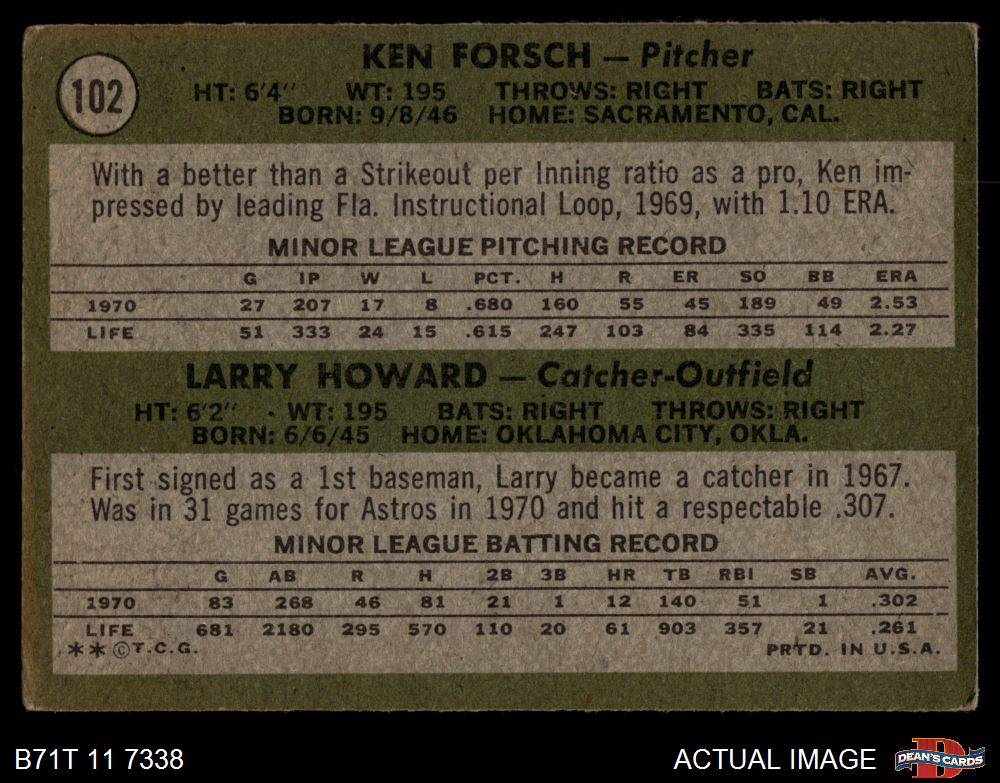 102
KEN FORSCH — Pitcher
HT: 6'4" WT: 195 THROWS: RIGHT BATS: RIGHT
BORN: 9/8/46 HOME: SACRAMENTO, CAL.
With a better than a Strikeout per Inning ratio as a pro, Ken im-
pressed by leading Fla. Instructional Loop, 1969, with 1.10 ERA.
MINOR LEAGUE PITCHING RECORD
G IP W L PCT. H R ER SO BB ERA
1970 27 207 17 8 .680 160 55 45 189 49 2.53
LIFE 51 333 24 15 .615 247 103 84 335 114 2.27
LARRY HOWARD — Catcher-Outfield
HT: 6'2" WT: 195 BATS: RIGHT THROWS: RIGHT
BORN: 6/6/45 HOME: OKLAHOMA CITY, OKLA.
First signed as a 1st baseman, Larry became a catcher in 1967.
Was in 31 games for Astros in 1970 and hit a respectable .307.
MINOR LEAGUE BATTING RECORD
G AB R H 2B 3B HR TB RBI SB AVG.
1970 83 268 46 81 21 1 12 140 51 1 .302
LIFE 681 2180 295 570 110 20 61 903 357 21 .261
**©T.C.G. PRTD. IN U.S.A.
B71T 11 7338 ACTUAL IMAGE D DEAN'S CARDS